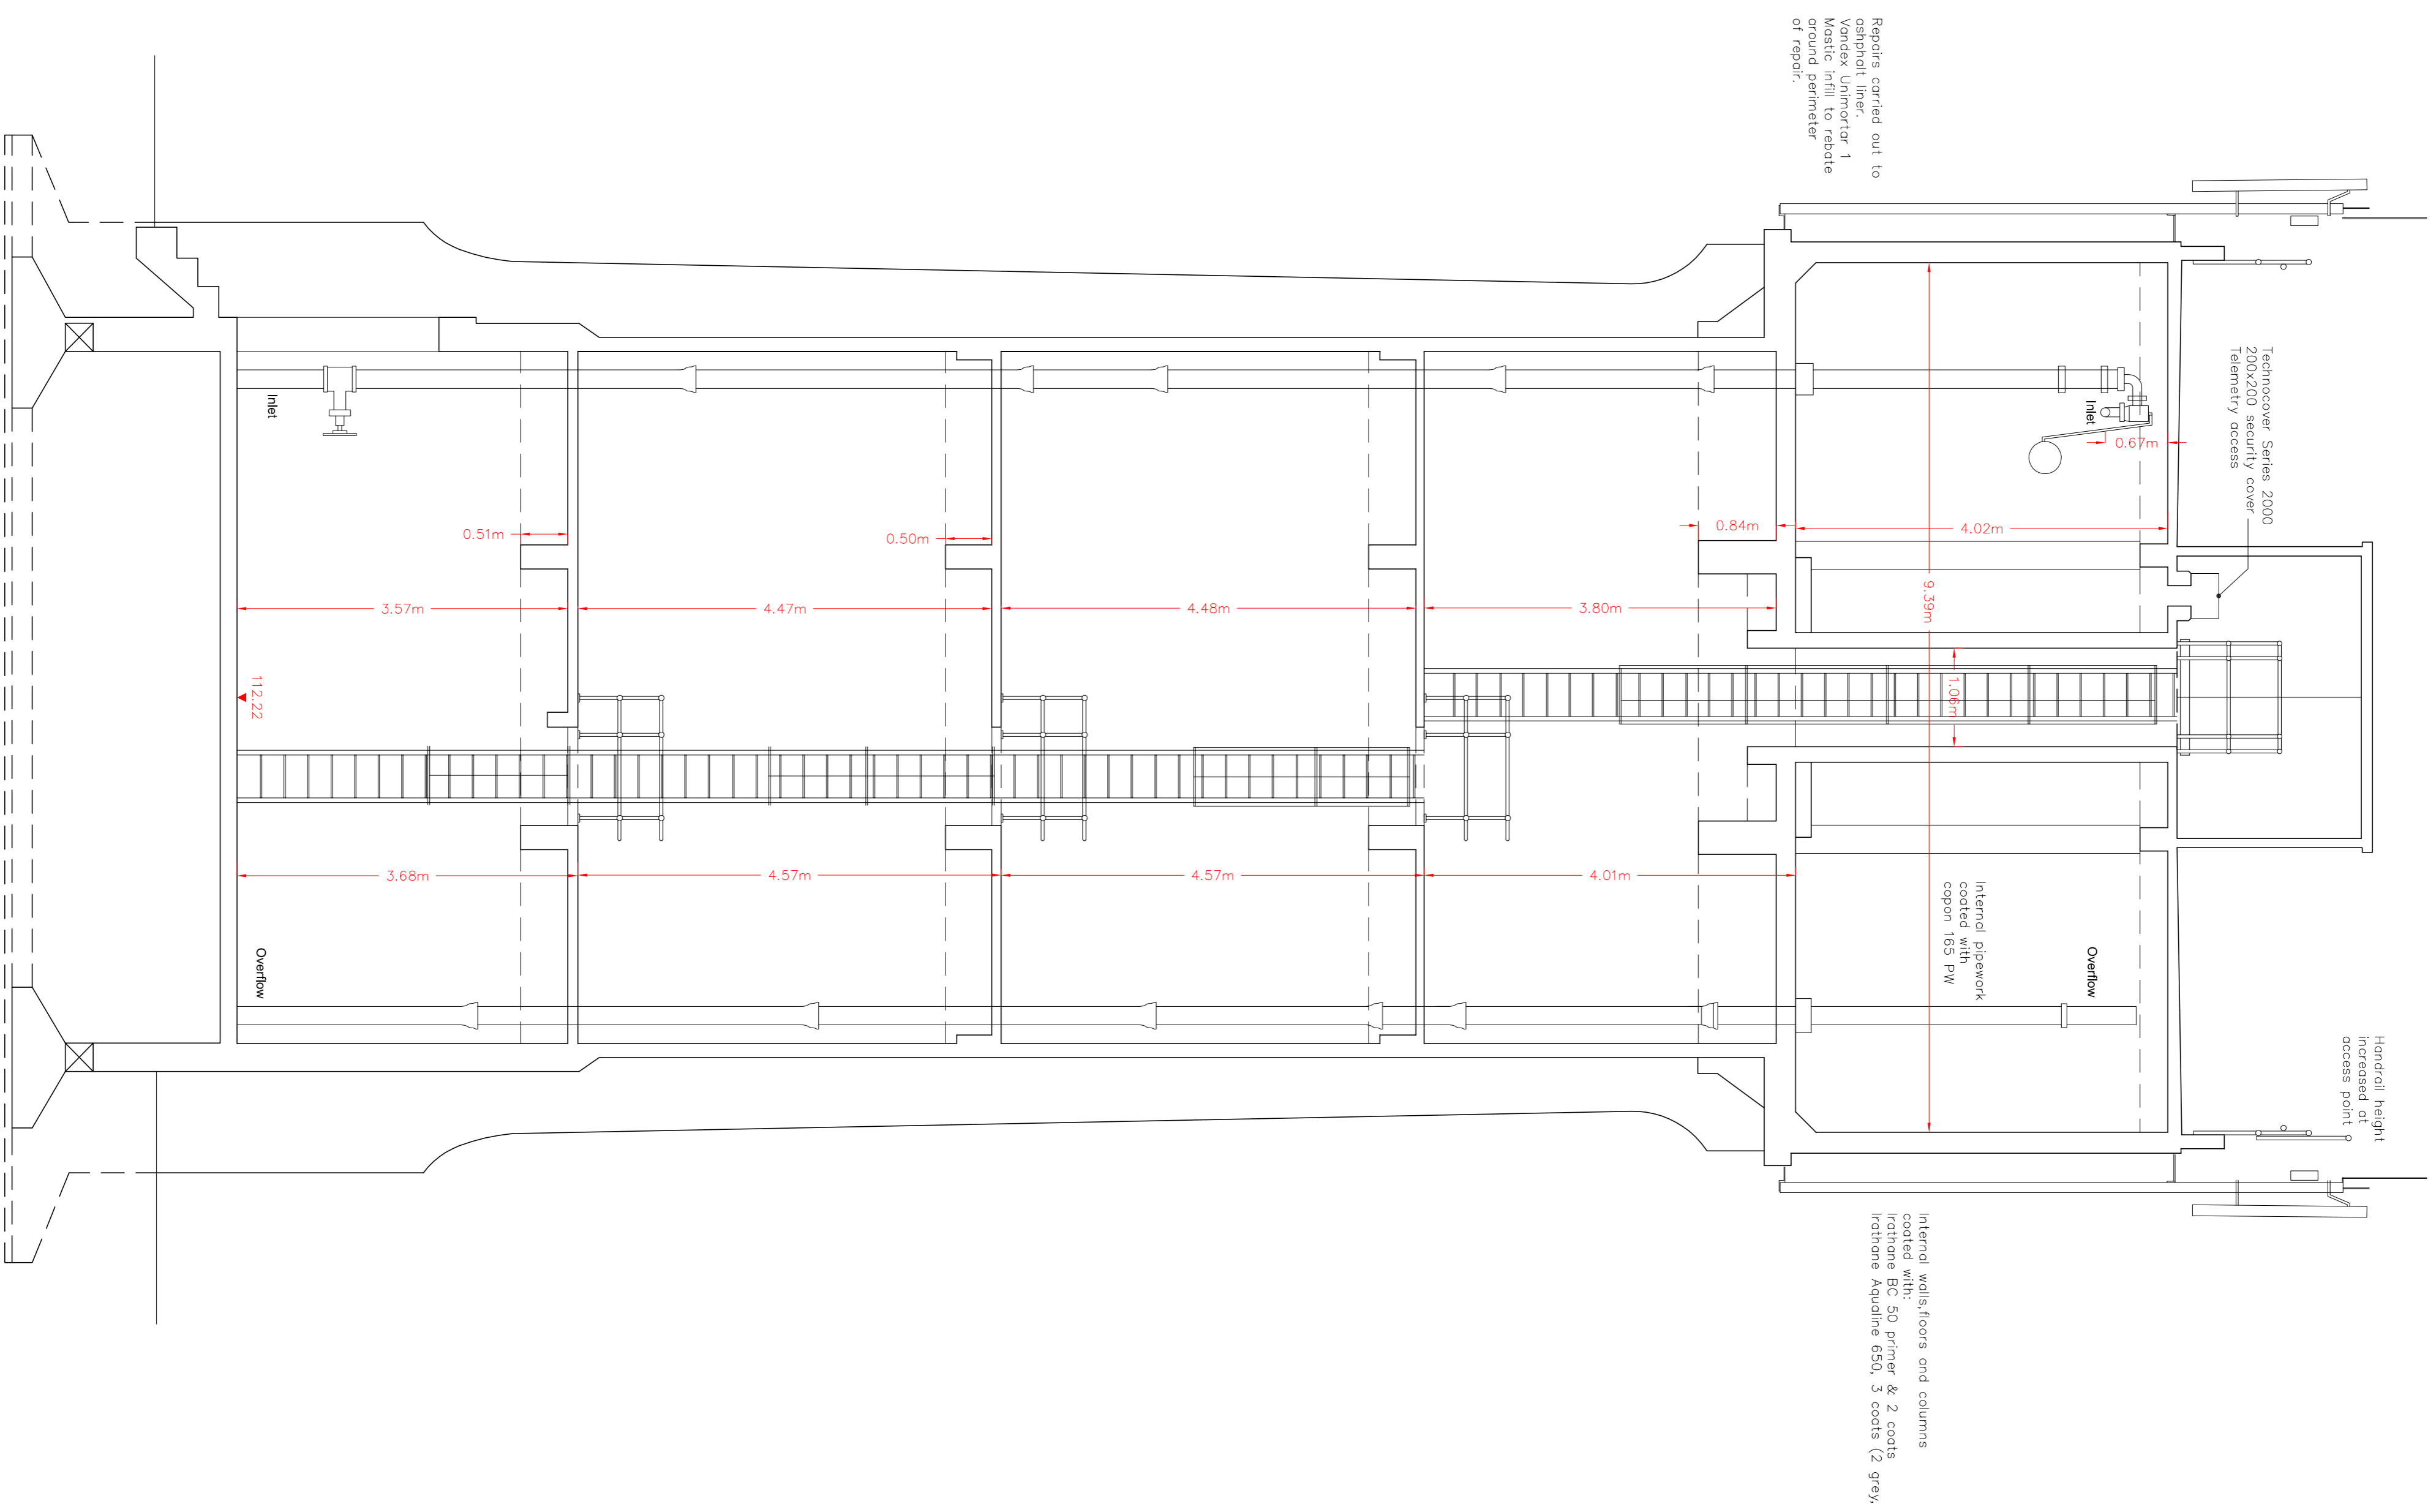 Handrail height
increased at
access point
Technocover Series 2000
200x200 security cover
Telemetry access
Inlet
0.67m
Overflow
4.02m
9.39m
1.06m
Internal pipework
coated with
copon 165 PW
Internal walls,floors and columns
coated with:
Irathane BC 50 primer & 2 coats
Irathane Aqualine 650, 3 coats (2 grey,
Repairs carried out to
ashphalt liner.
Vandex Unimortar 1
Mastic infill to rebate
around perimeter
of repair.
0.84m
3.80m
4.01m
4.48m
4.57m
0.50m
4.47m
4.57m
0.51m
3.57m
3.68m
Inlet
112.22
Overflow